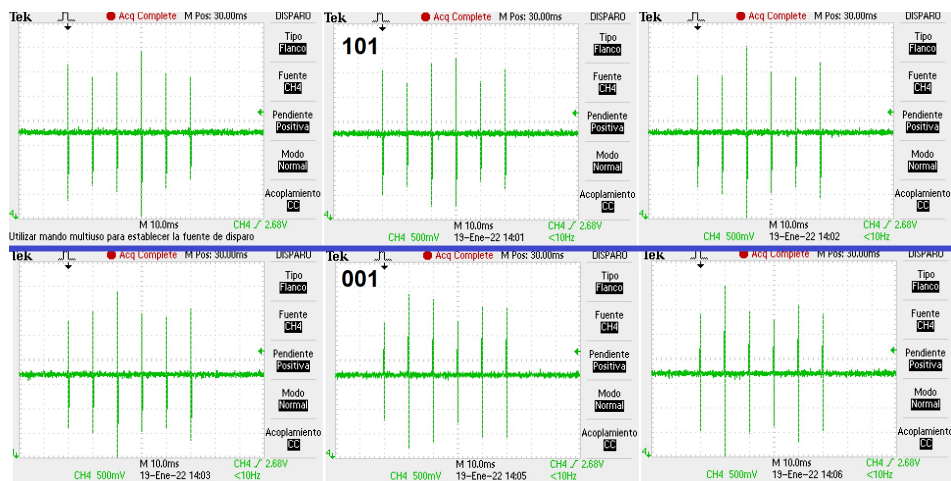 Tek Acq Complete M Pos: 30.00ms DISPARO
Tipo
Flanco
Fuente
CH4
Pendiente
Positiva
Modo
Normal
Acoplamiento
CC
4
M 10.0ms CH4 2.68V
Utilizar mando multiuso para establecer la fuente de disparo
Tek Acq Complete M Pos: 30.00ms DISPARO
101
Tipo
Flanco
Fuente
CH4
Pendiente
Positiva
Modo
Normal
Acoplamiento
CC
4
M 10.0ms CH4 2.68V
CH4 500mV 19-Ene-22 14:01 <10Hz
Tek Acq Complete M Pos: 30.00ms DISPARO
Tipo
Flanco
Fuente
CH4
Pendiente
Positiva
Modo
Normal
Acoplamiento
CC
4
M 10.0ms CH4 2.68V
CH4 500mV 19-Ene-22 14:02 <10Hz
Tek Acq Complete M Pos: 30.00ms DISPARO
Tipo
Flanco
Fuente
CH4
Pendiente
Positiva
Modo
Normal
Acoplamiento
CC
M 10.0ms CH4 2.68V
CH4 500mV 19-Ene-22 14:03 <10Hz
Tek Acq Complete M Pos: 30.00ms DISPARO
001
Tipo
Flanco
Fuente
CH4
Pendiente
Positiva
Modo
Normal
Acoplamiento
CC
4
M 10.0ms CH4 2.68V
CH4 500mV 19-Ene-22 14:05 <10Hz
Tek Acq Complete M Pos: 30.00ms DISPARO
Tipo
Flanco
Fuente
CH4
Pendiente
Positiva
Modo
Normal
Acoplamiento
CC
4
M 10.0ms CH4 2.68V
CH4 500mV 19-Ene-22 14:06 <10Hz